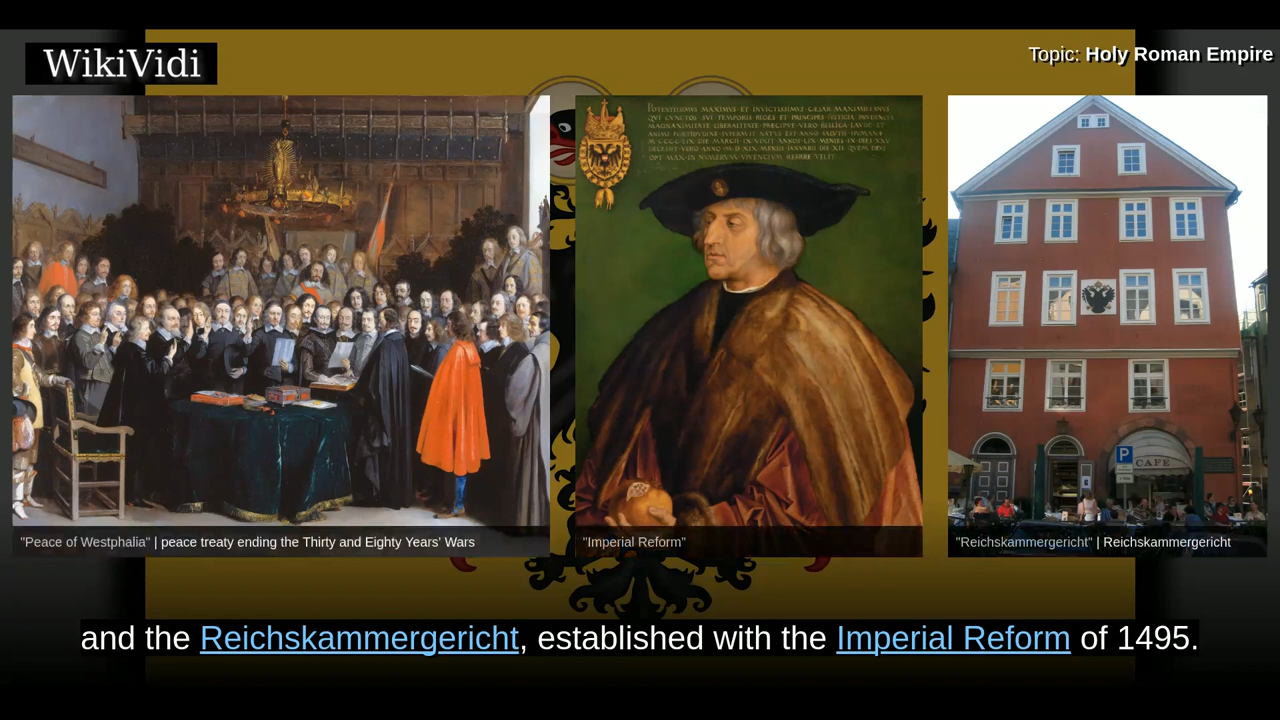 WikiVidi
Topic: Holy Roman Empire
"Peace of Westphalia" | peace treaty ending the Thirty and Eighty Years' Wars
"Imperial Reform"
CAFE
P
"Reichskammergericht" | Reichskammergericht
and the Reichskammergericht, established with the Imperial Reform of 1495.